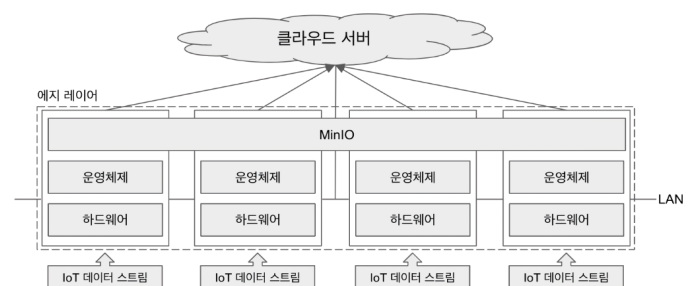 클라우드 서버
에지 레이어
MinIO
운영체제 운영체제 운영체제 운영체제
LAN
하드웨어 하드웨어 하드웨어 하드웨어
IoT 데이터 스트림 IoT 데이터 스트림 IoT 데이터 스트림 IoT 데이터 스트림